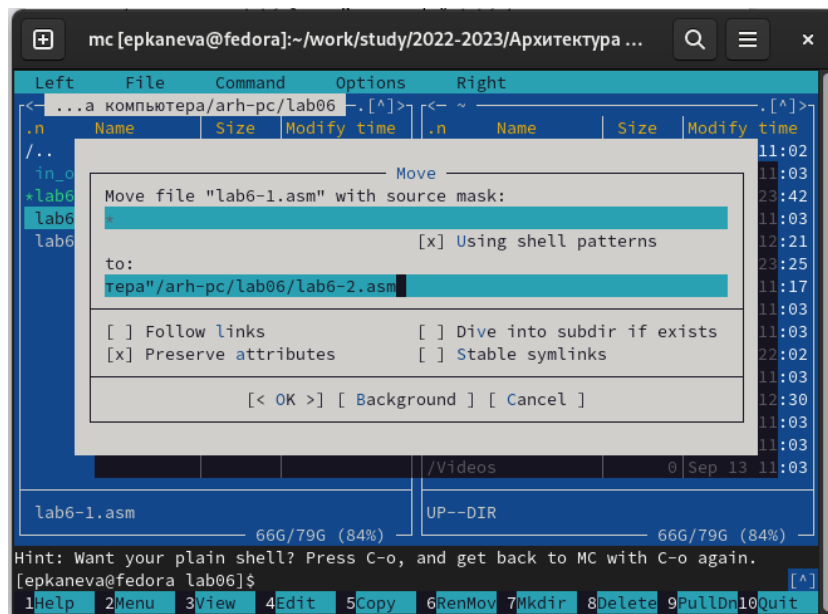 mc [epkaneva@fedora]:~/work/study/2022-2023/Архитектура ...
Left File Command Options Right
<— ...а компьютера/arh-pc/lab06 —.[^]> <— ~ —.[^]>
.n Name Size Modify time .n Name Size Modify time
/.. 11:02
in_o 11:03
*lab6 23:42
lab6 11:03
lab6 12:21
23:25
11:17
11:03
11:03
22:02
11:03
12:30
11:03
11:03
/Videos 0 Sep 13 11:03
Move
Move file "lab6-1.asm" with source mask:
*
[x] Using shell patterns
to:
тера"/arh-pc/lab06/lab6-2.asm
[ ] Follow links [ ] Dive into subdir if exists
[x] Preserve attributes [ ] Stable symlinks
[< OK >] [ Background ] [ Cancel ]
lab6-1.asm UP--DIR
66G/79G (84%) 66G/79G (84%)
Hint: Want your plain shell? Press C-o, and get back to MC with C-o again.
[epkaneva@fedora lab06]$ [^]
1Help 2Menu 3View 4Edit 5Copy 6RenMov 7Mkdir 8Delete 9PullDn 10Quit